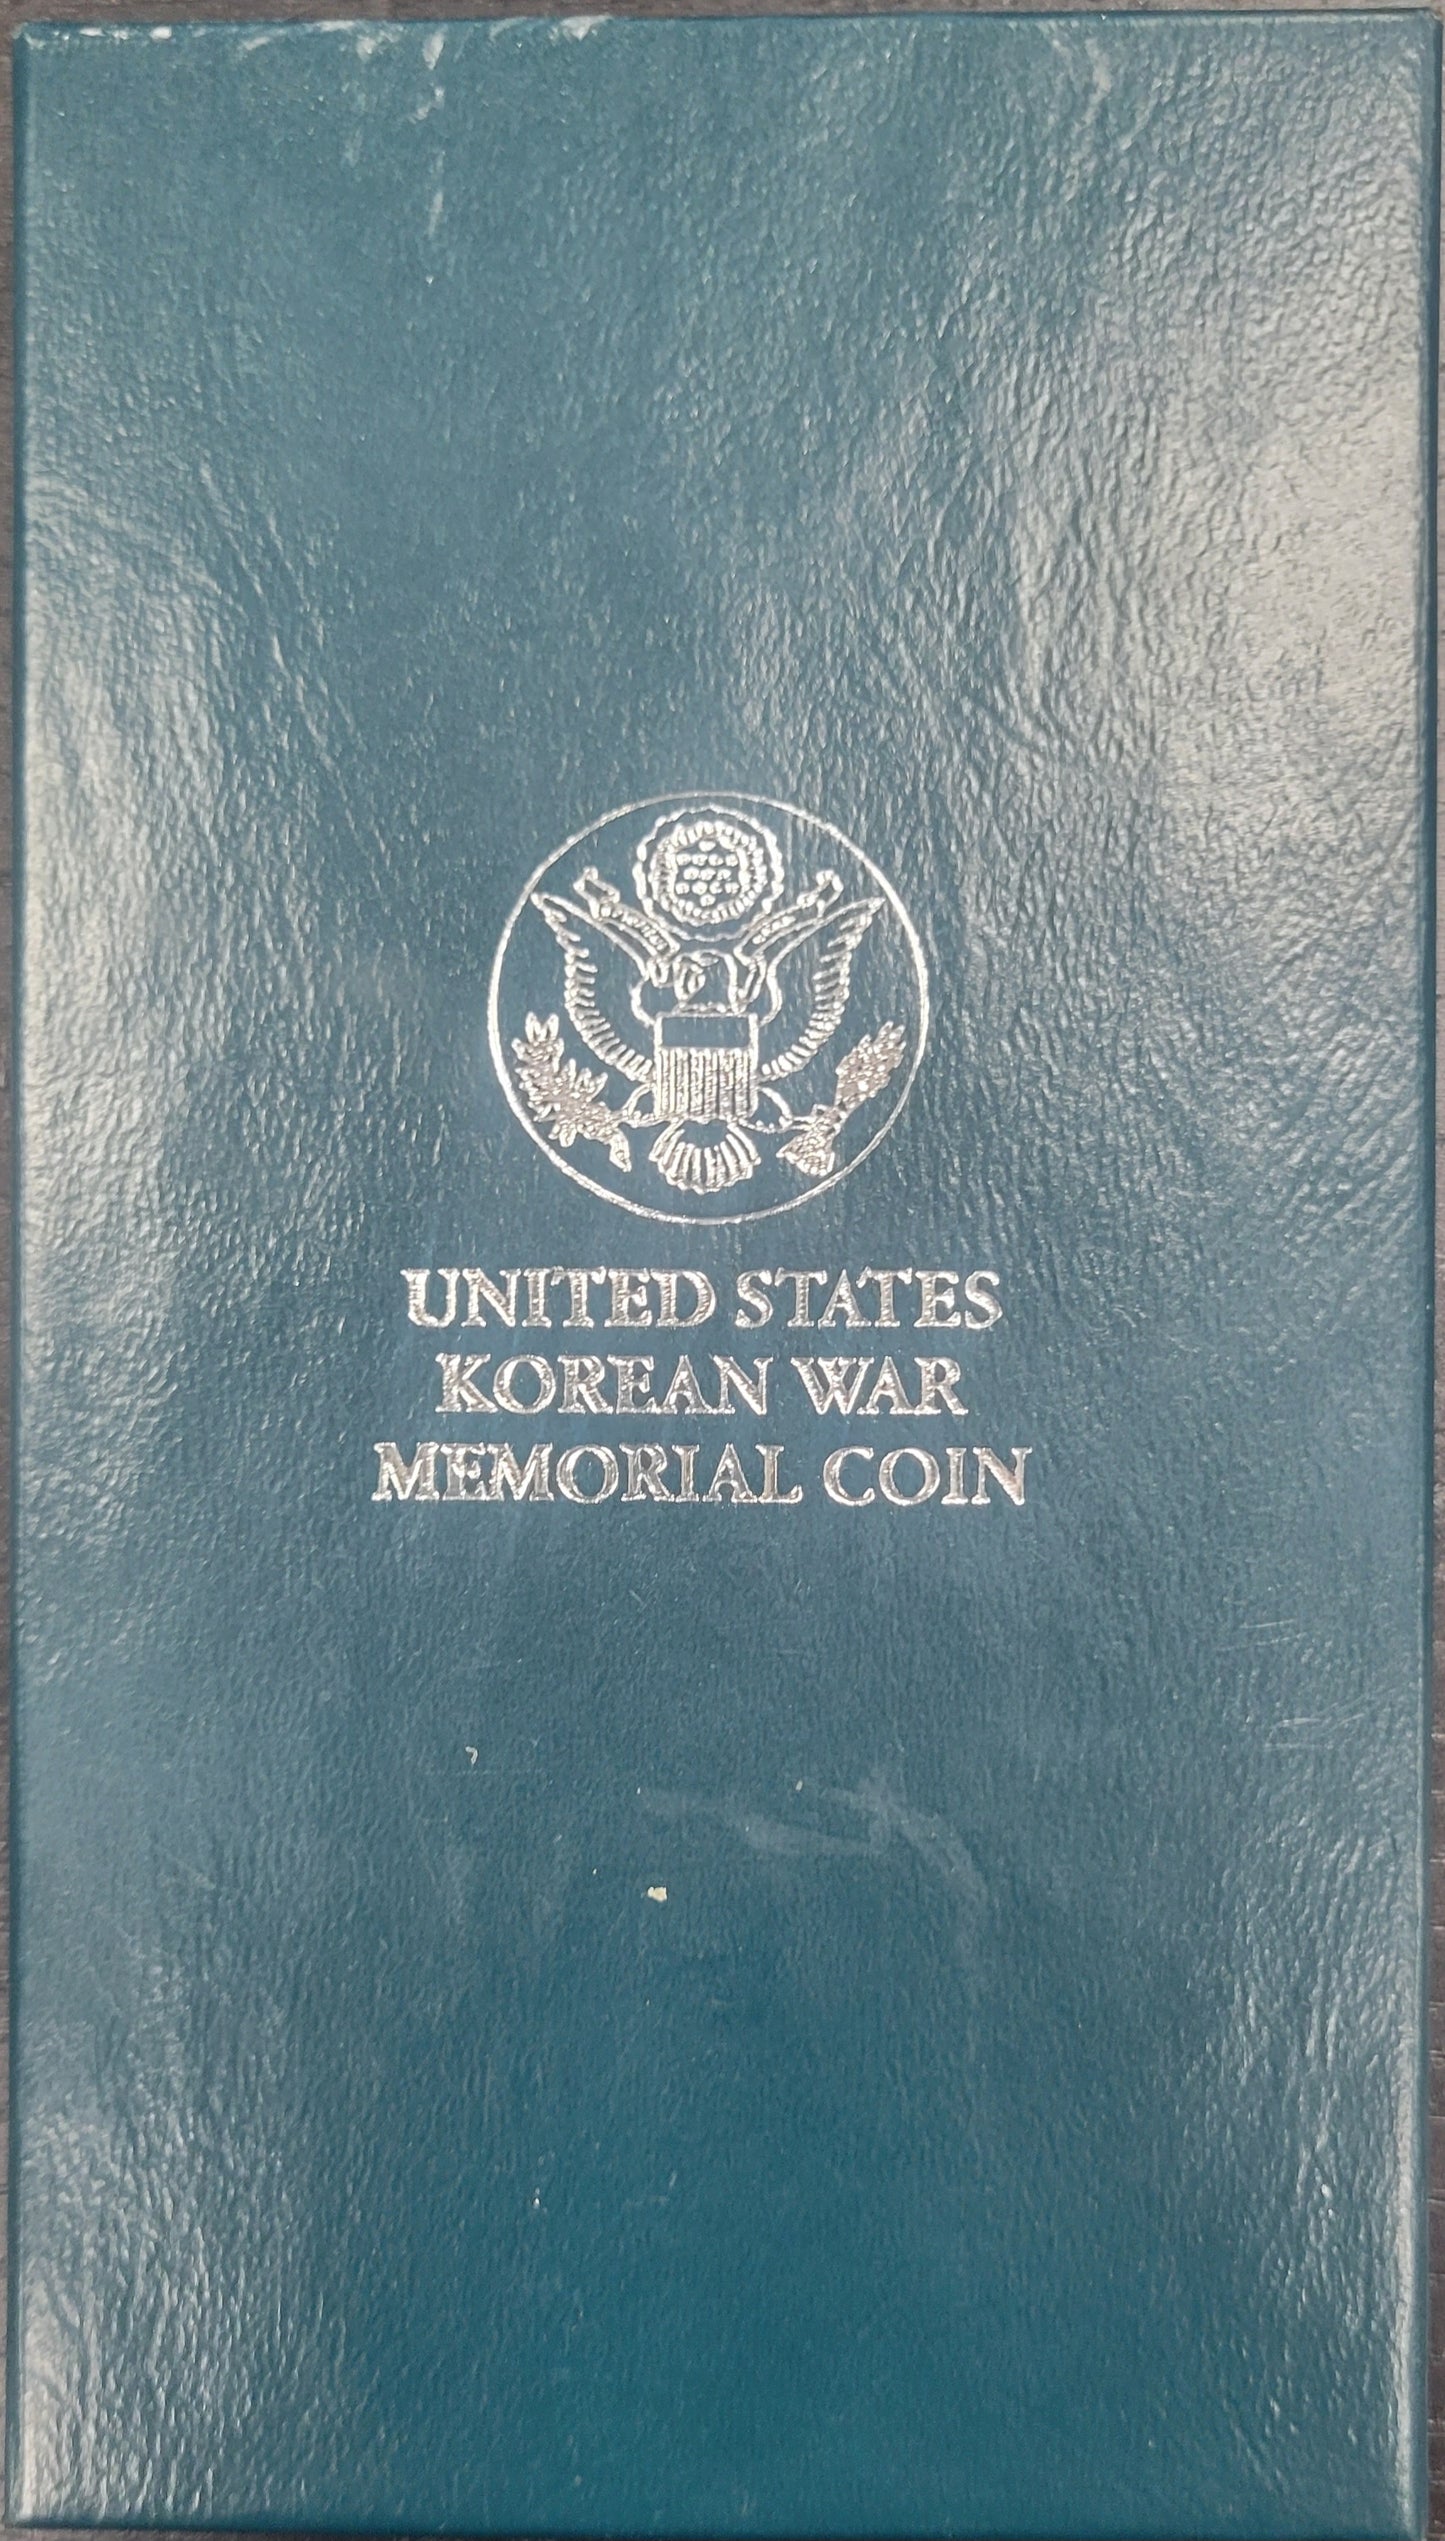 UNITED STATES
KOREAN WAR
MEMORIAL COIN